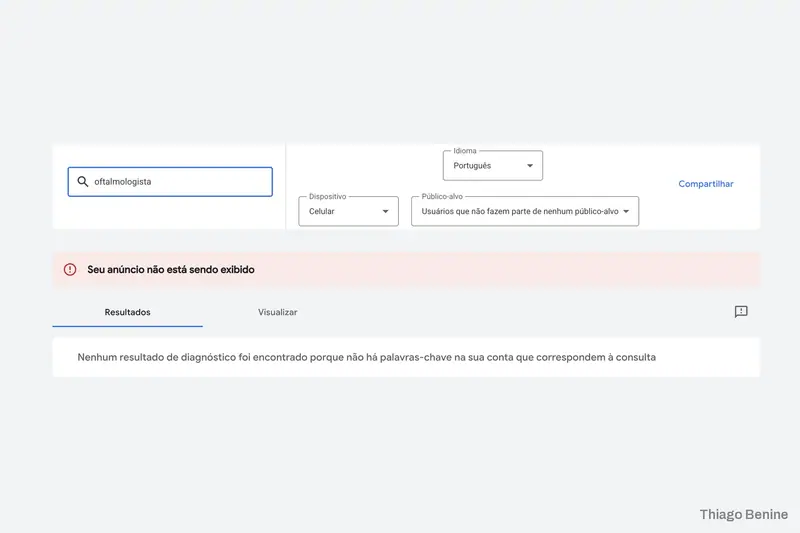 Idioma
Português
oftalmologista
Compartilhar
Dispositivo
Celular
Público-alvo
Usuários que não fazem parte de nenhum público-alvo
Seu anúncio não está sendo exibido
Resultados
Visualizar
Nenhum resultado de diagnóstico foi encontrado porque não há palavras-chave na sua conta que correspondem à consulta
Thiago Benine